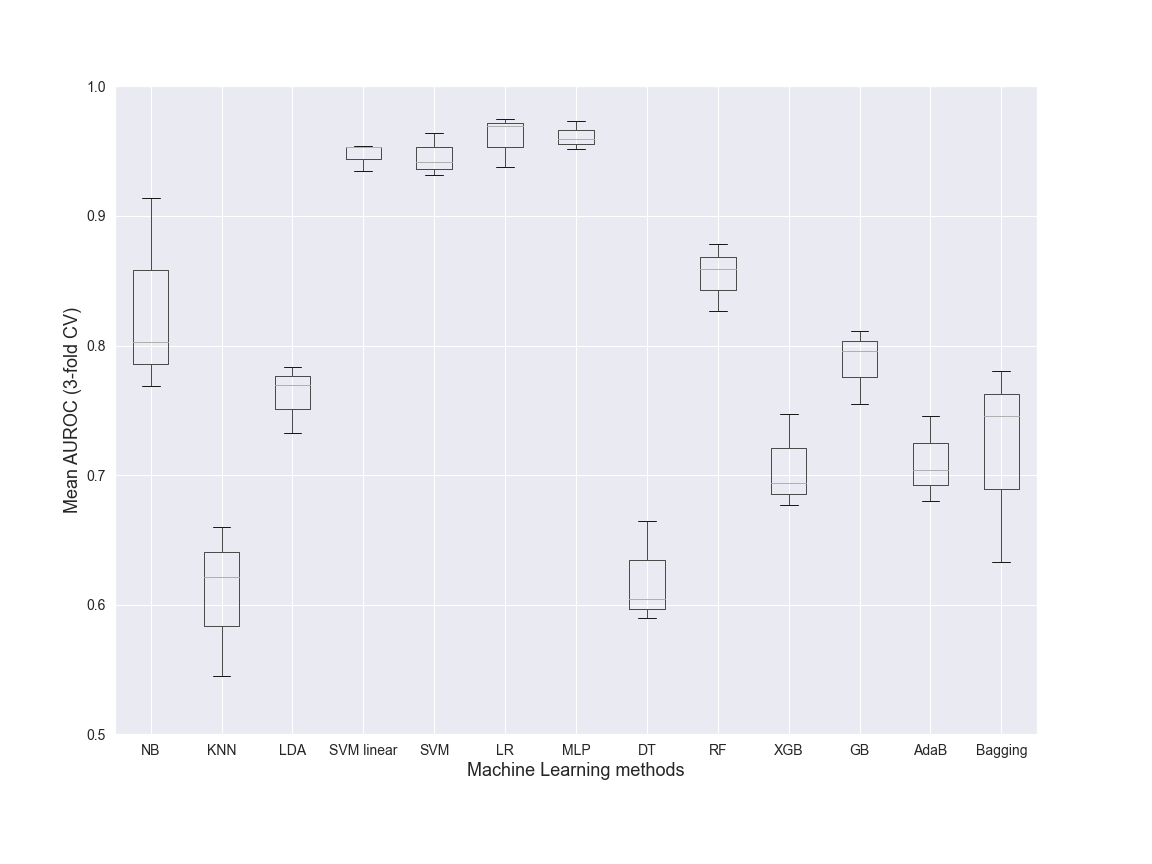 1.0
0.9
0.8
0.7
0.6
0.5
Mean AUROC (3-fold CV)
NB KNN LDA SVM linear SVM LR MLP DT RF XGB GB AdaB Bagging
Machine Learning methods